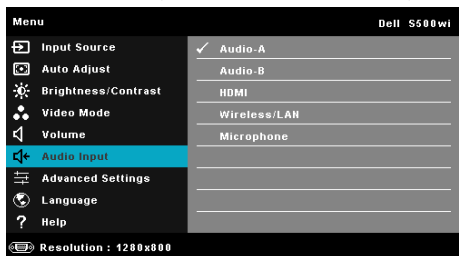 Menu Dell S500wi
Input Source
Auto Adjust
Brightness/Contrast
Video Mode
Volume
Audio Input
Advanced Settings
Language
Help
Audio-A
Audio-B
HDMI
Wireless/LAN
Microphone
Resolution : 1280x800